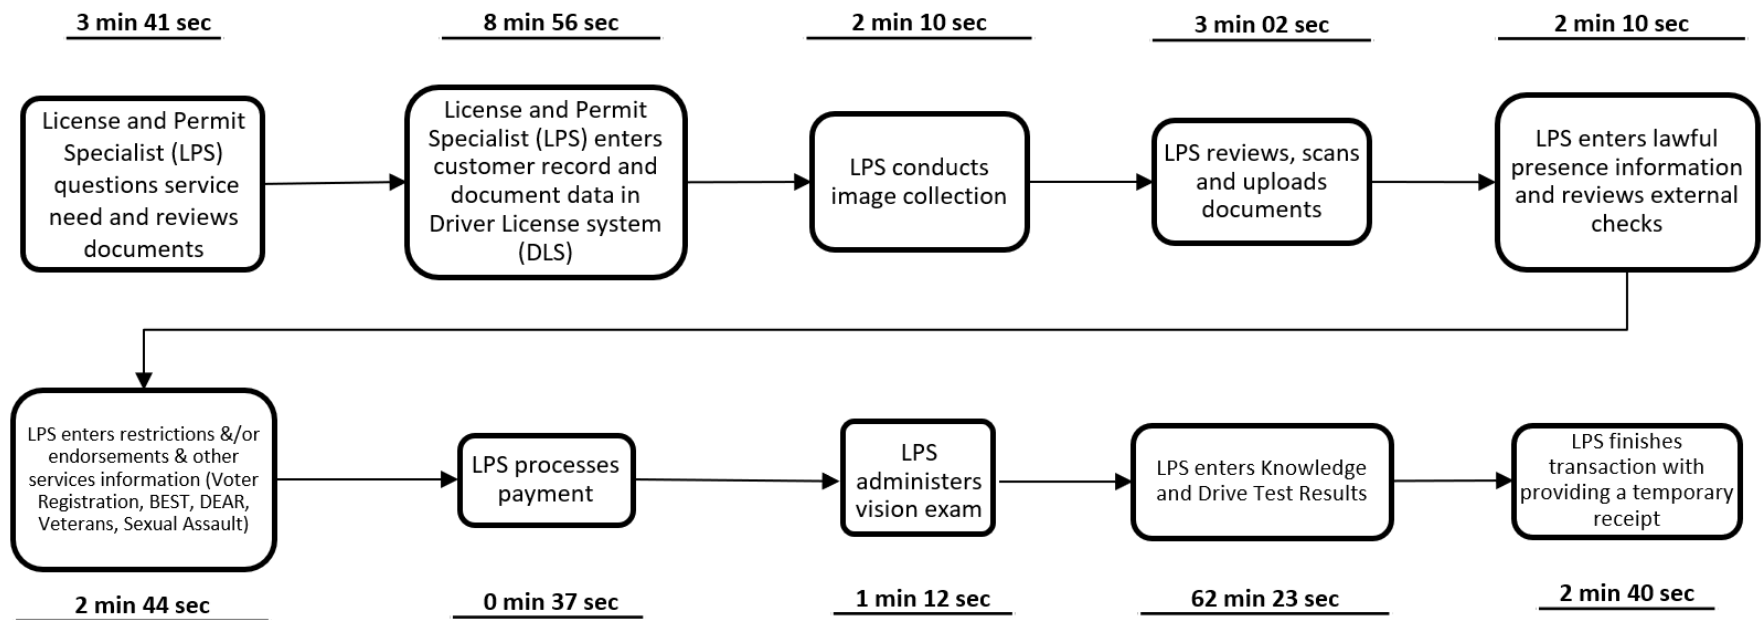 3 min 41 sec
8 min 56 sec
2 min 10 sec
3 min 02 sec
2 min 10 sec
License and Permit
Specialist (LPS)
questions service
need and reviews
documents
License and Permit
Specialist (LPS) enters
customer record and
document data in
Driver License system
(DLS)
LPS conducts
image collection
LPS reviews, scans
and uploads
documents
LPS enters lawful
presence information
and reviews external
checks
LPS enters restrictions &/or
endorsements & other
services information (Voter
Registration, BEST, DEAR,
Veterans, Sexual Assault)
LPS processes
payment
LPS
administers
vision exam
LPS enters Knowledge
and Drive Test Results
LPS finishes
transaction with
providing a temporary
receipt
2 min 44 sec
0 min 37 sec
1 min 12 sec
62 min 23 sec
2 min 40 sec